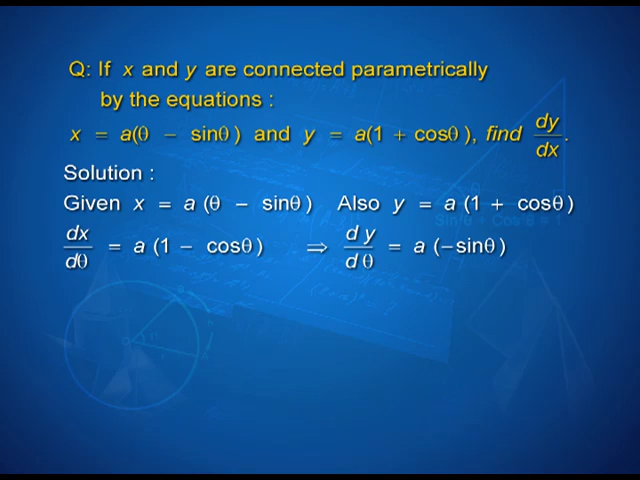 Q: If x and y are connected parametrically
by the equations :
x = a(θ − sinθ) and y = a(1 + cosθ), find dy/dx.
Solution :
Given x = a (θ − sinθ) Also y = a (1 + cosθ)
dx/dθ = a (1 − cosθ) ⇒ dy/dθ = a (−sinθ)